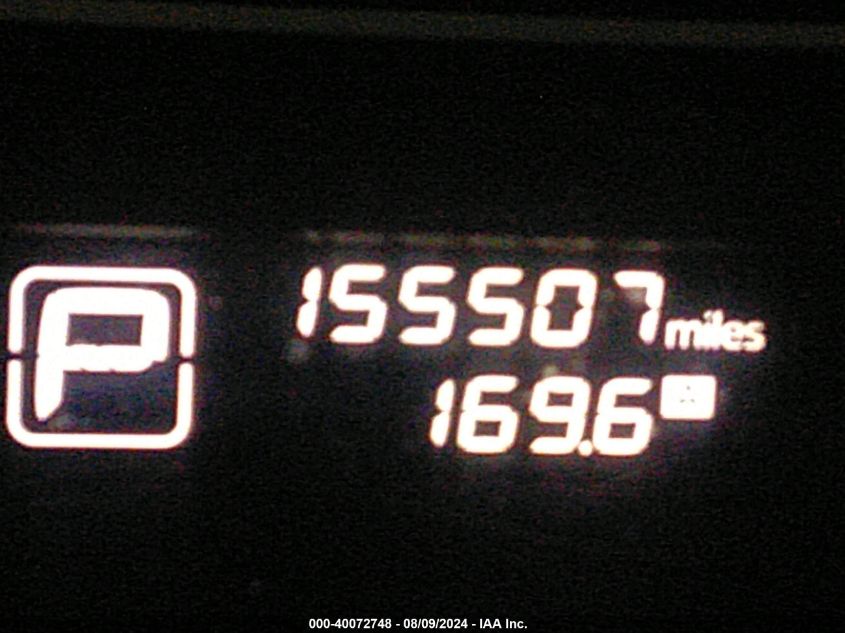 P
155507 miles
169.6
000-40072748 - 08/09/2024 - IAA Inc.